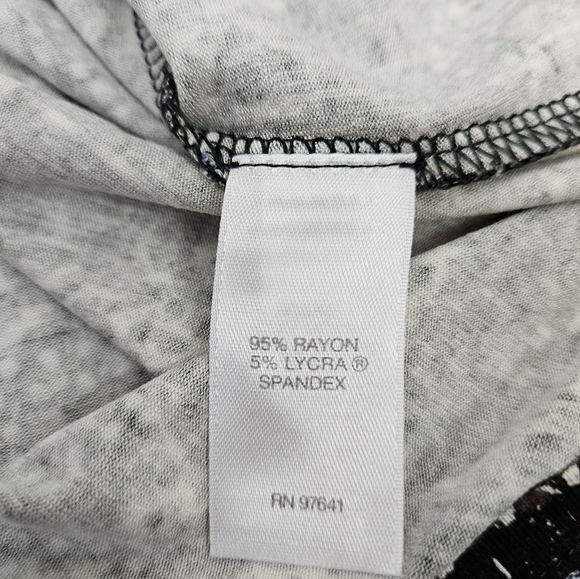 95% RAYON
5% LYCRA ®
SPANDEX
RN 97641